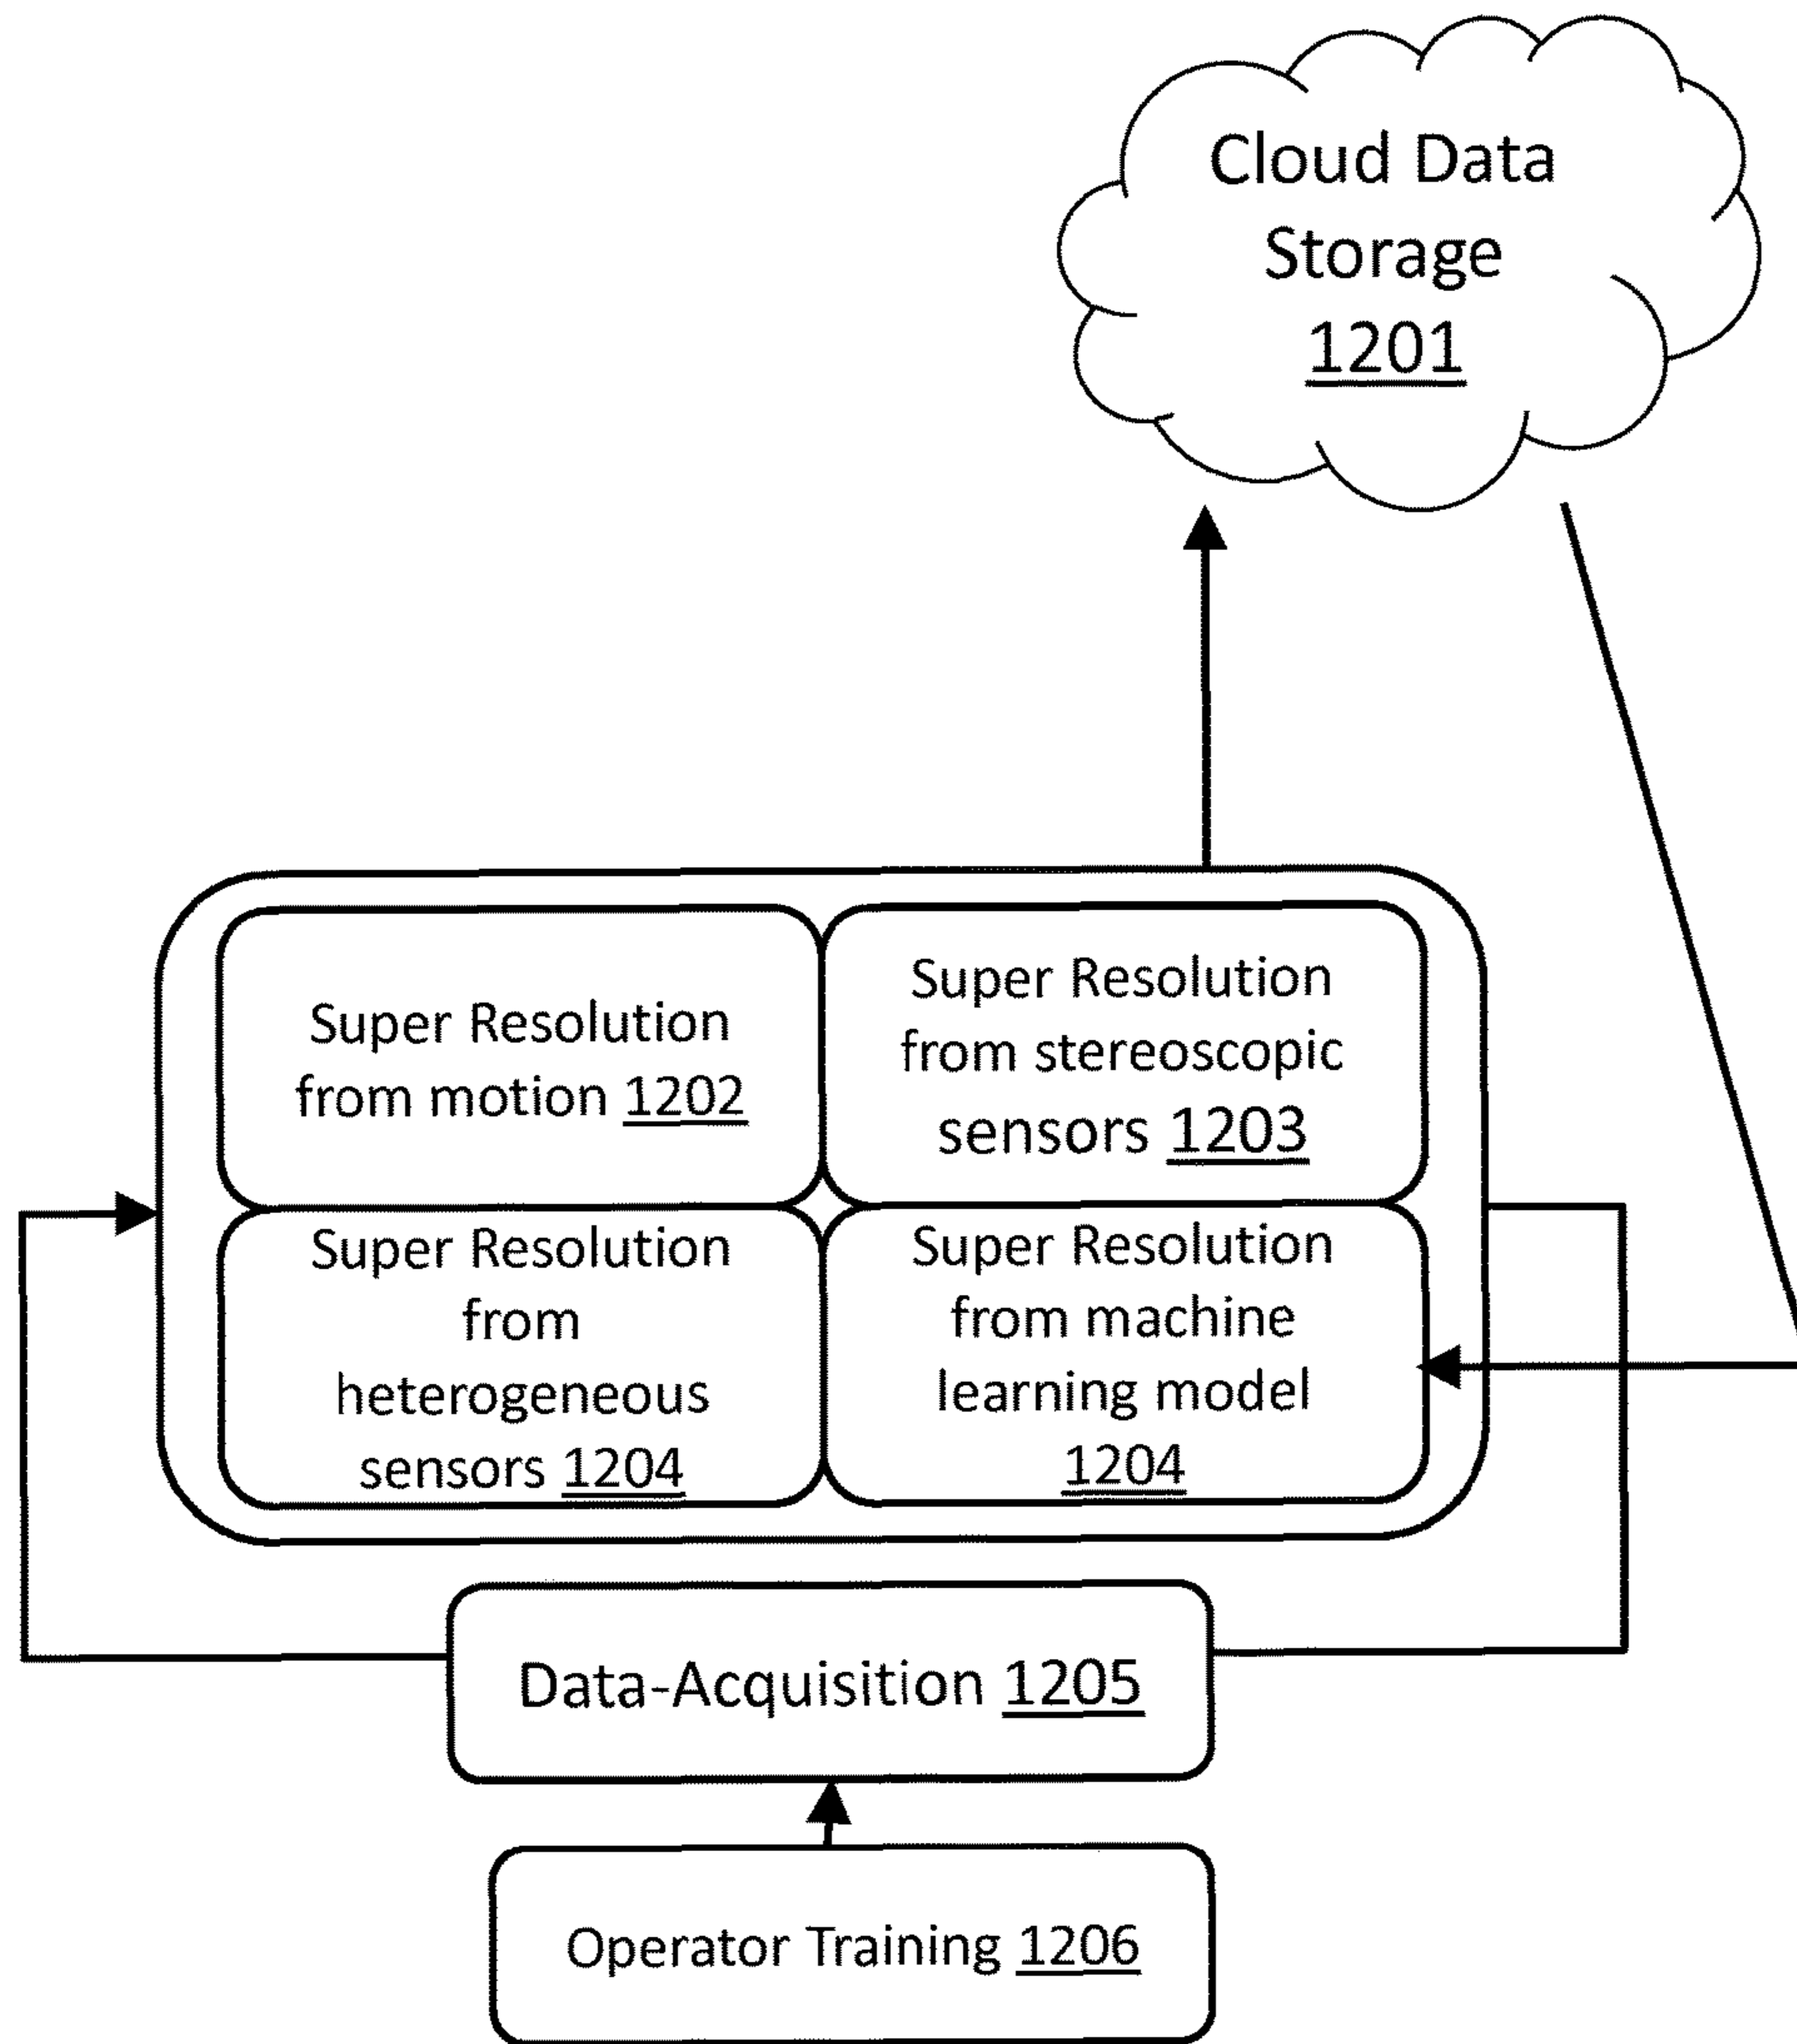 Cloud Data
Storage
1201
Super Resolution
from motion 1202
Super Resolution
from stereoscopic
sensors 1203
Super Resolution
from
heterogeneous
sensors 1204
Super Resolution
from machine
learning model
1204
Data-Acquisition 1205
Operator Training 1206